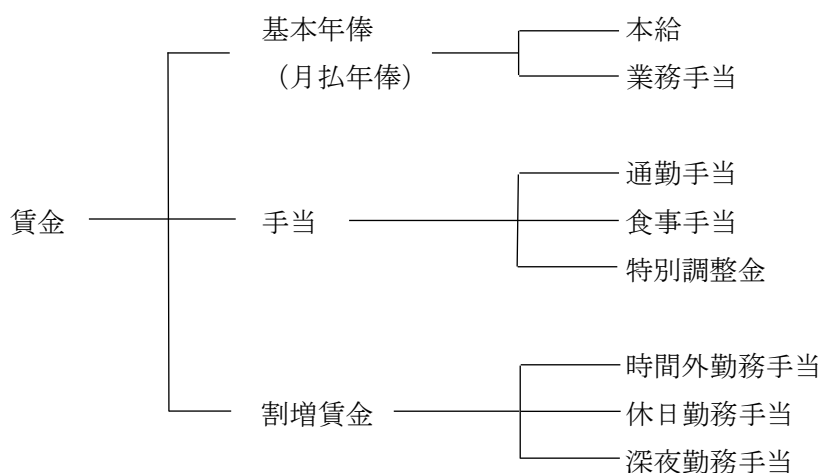 基本年俸
（月払年俸）
本給
業務手当
賃金
手当
通勤手当
食事手当
特別調整金
割増賃金
時間外勤務手当
休日勤務手当
深夜勤務手当